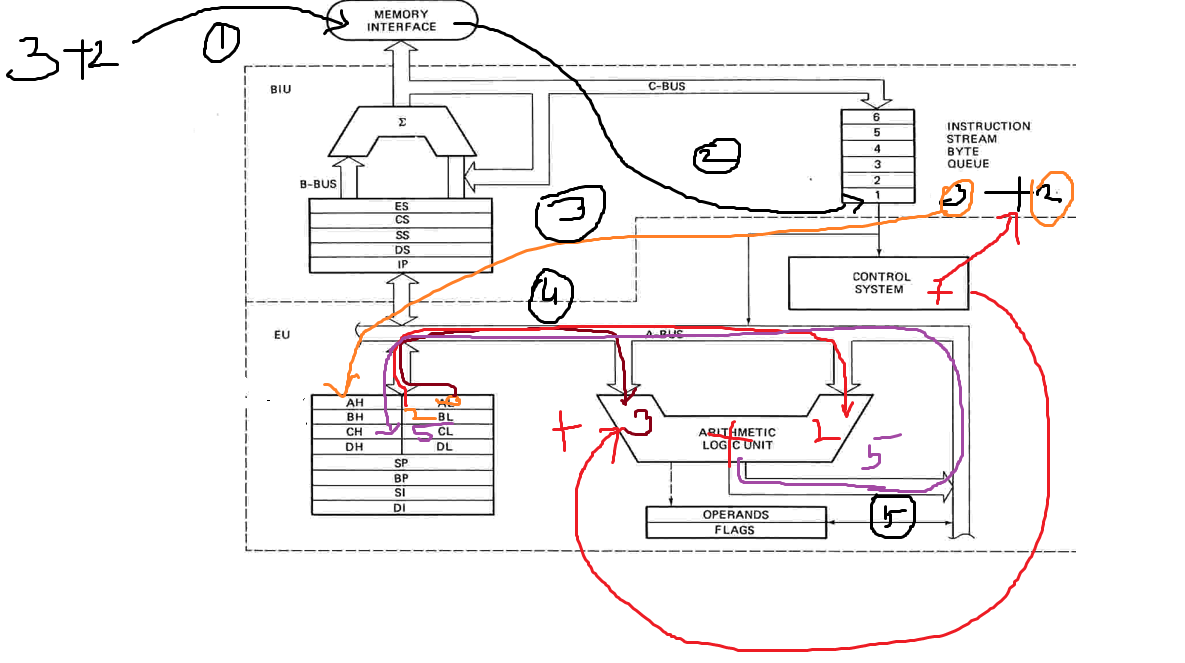 MEMORY
INTERFACE
3+2
1
BIU
C-BUS
Σ
6
5
4
3
2
1
INSTRUCTION
STREAM
BYTE
QUEUE
2
B-BUS
3 + 2
ES
CS
SS
DS
IP
3
CONTROL
SYSTEM
+
4
EU
A-BUS
AH
BH BL
CH CL
DH DL
2
5
SP
BP
SI
DI
+
3
2
ARITHMETIC
LOGIC UNIT
+
5
5
OPERANDS
FLAGS